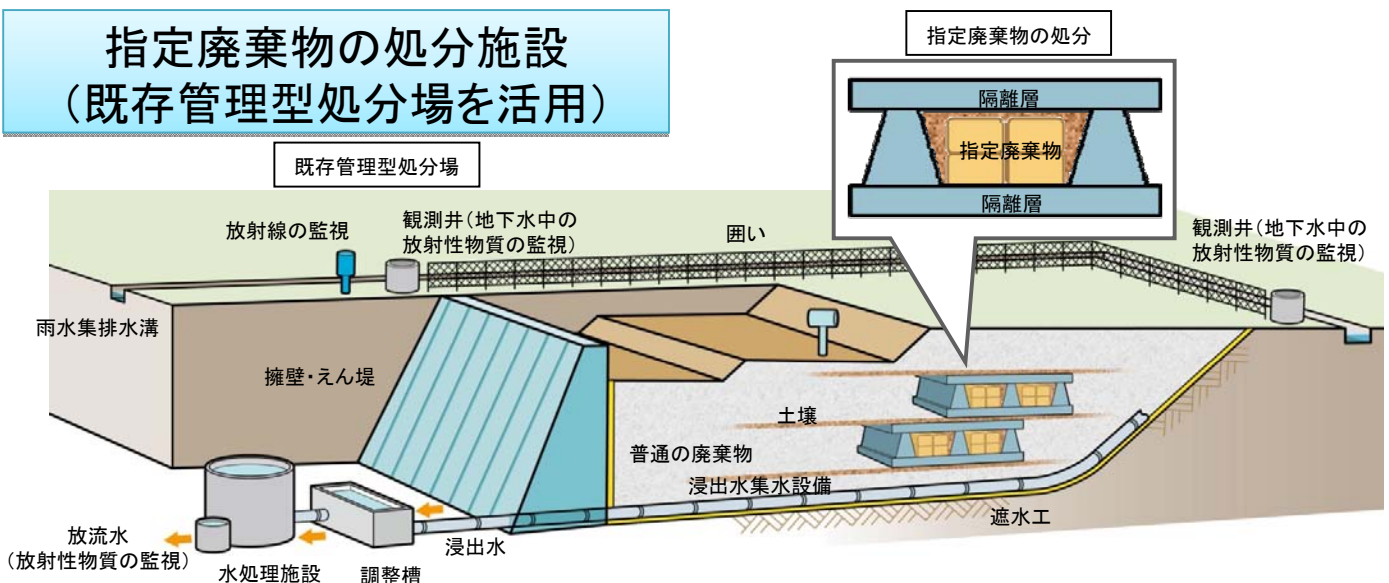 指定廃棄物の処分施設
（既存管理型処分場を活用）
指定廃棄物の処分
隔離層
指定廃棄物
隔離層
既存管理型処分場
放射線の監視
観測井（地下水中の
放射性物質の監視）
囲い
観測井（地下水中の
放射性物質の監視）
雨水集排水溝
擁壁・えん堤
土壌
普通の廃棄物
浸出水集水設備
遮水工
浸出水
放流水
（放射性物質の監視）
水処理施設
調整槽